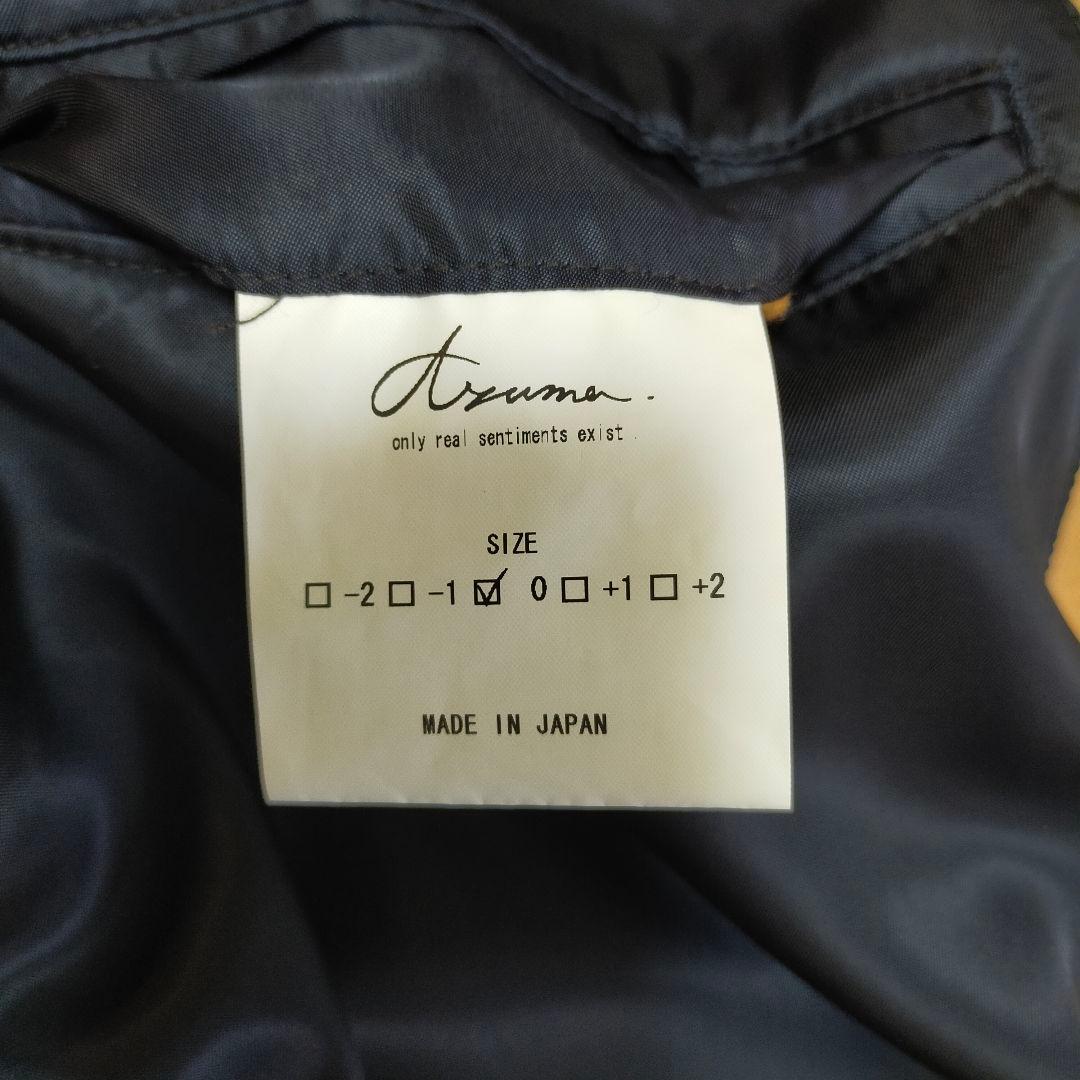 Azuma.
only real sentiments exist.
SIZE
☐ -2 ☐ -1 ☑ 0 ☐ +1 ☐ +2
MADE IN JAPAN